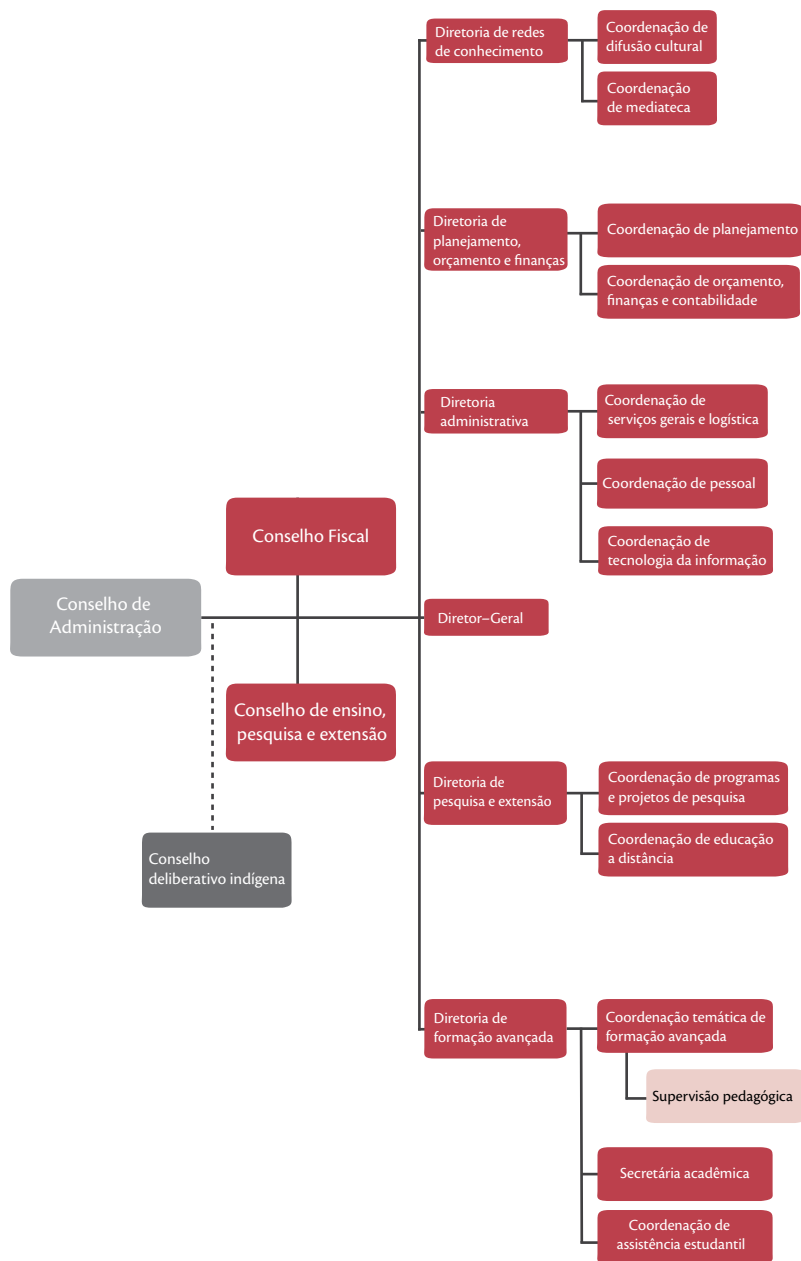 Diretoria de redes
de conhecimento
Coordenação de
difusão cultural
Coordenação
de mediateca
Diretoria de
planejamento,
orçamento e finanças
Coordenação de planejamento
Coordenação de orçamento,
finanças e contabilidade
Diretoria
administrativa
Coordenação de
serviços gerais e logística
Coordenação de pessoal
Coordenação de
tecnologia da informação
Conselho Fiscal
Conselho de
Administração
Diretor–Geral
Conselho de ensino,
pesquisa e extensão
Conselho
deliberativo indígena
Diretoria de
pesquisa e extensão
Coordenação de programas
e projetos de pesquisa
Coordenação de educação
a distância
Diretoria de
formação avançada
Coordenação temática de
formação avançada
Supervisão pedagógica
Secretária acadêmica
Coordenação de
assistência estudantil